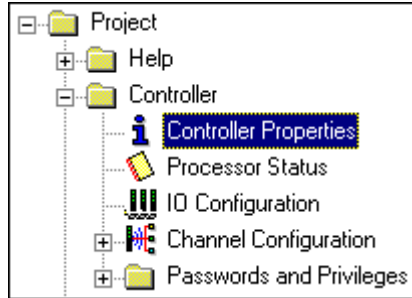 Project
Help
Controller
Controller Properties
Processor Status
IO Configuration
Channel Configuration
Passwords and Privileges